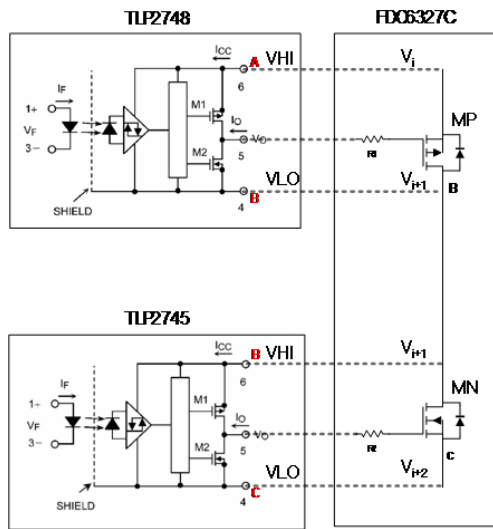 TLP2748
FDC6327C
ICC
A VHI
Vi
6
IF
1+
M1
IO
MP
VF
VO
R1
3−
5
M2
VLO
Vi+1
B
B
4
SHIELD
TLP2745
ICC
B VHI
Vi+1
6
IF
1+
M1
IO
MN
VF
VO
R2
3−
5
M2
C
VLO
Vi+2
C
4
SHIELD